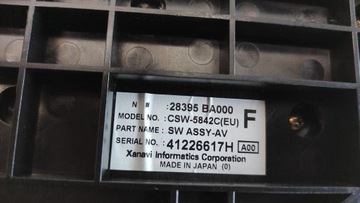 N #: 28395 BA000
MODEL NO.: CSW-5842C(EU) F
PART NAME: SW ASSY-AV
SERIAL NO.: 41226617H A00
Xanavi Informatics Corporation
MADE IN JAPAN (0)